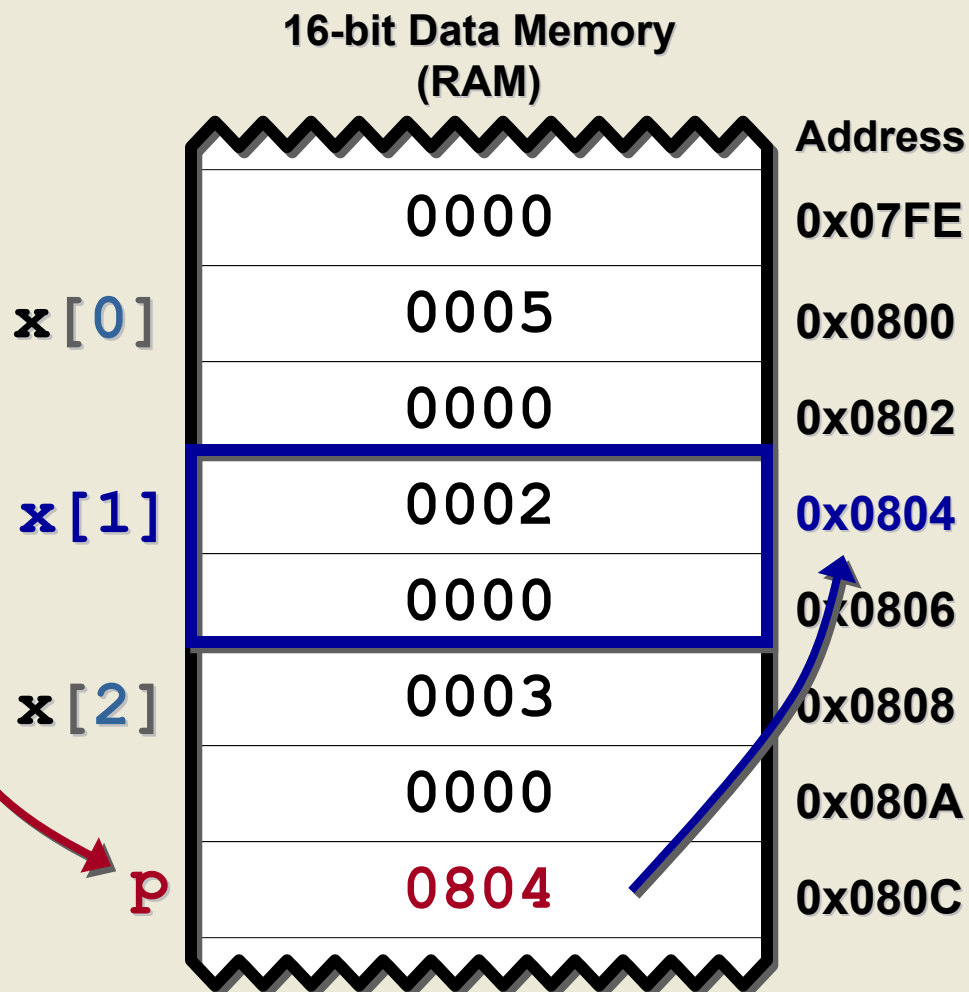 16-bit Data Memory
(RAM)
Address
0000 0x07FE
x[0] 0005 0x0800
0000 0x0802
x[1] 0002 0x0804
0000 0x0806
x[2] 0003 0x0808
0000 0x080A
p 0804 0x080C